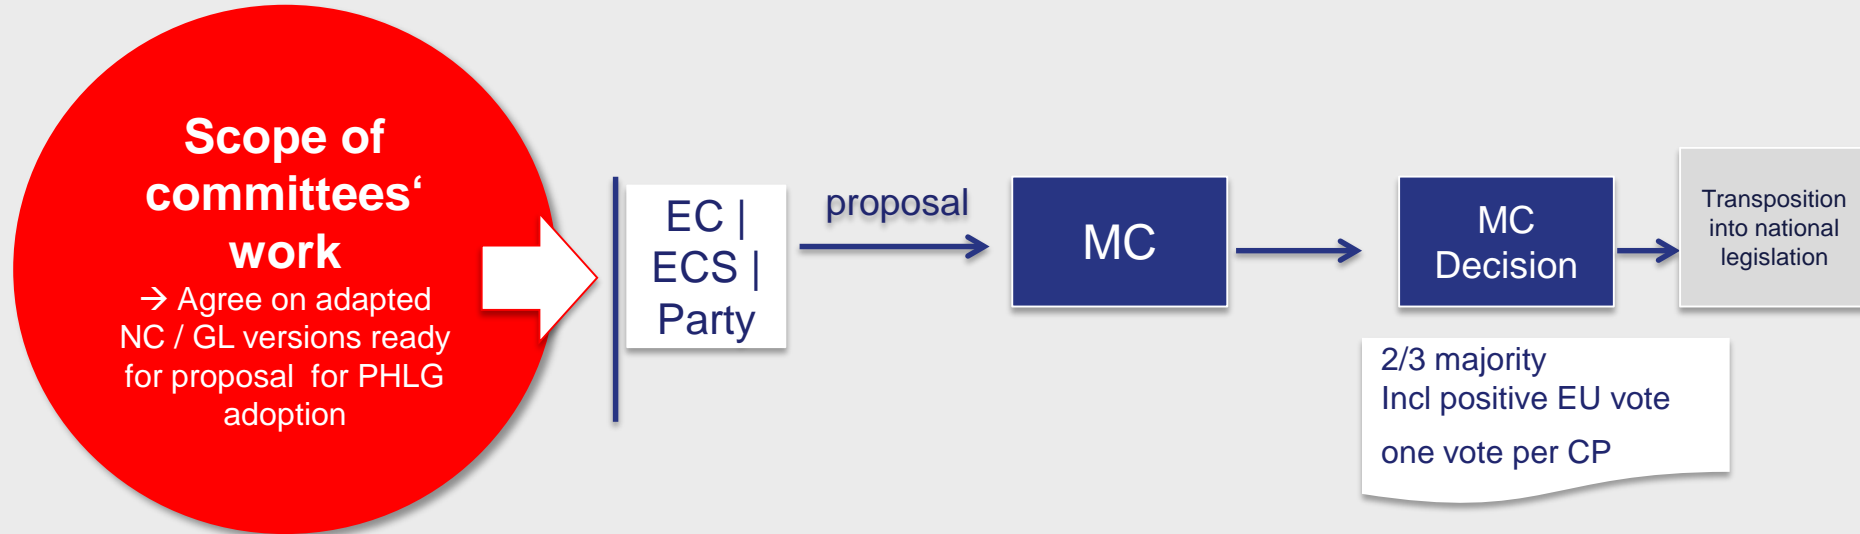 Scope of
committees‘
work
→ Agree on adapted
NC / GL versions ready
for proposal for PHLG
adoption
EC |
ECS |
Party
proposal
MC
MC
Decision
Transposition
into national
legislation
2/3 majority
Incl positive EU vote
one vote per CP